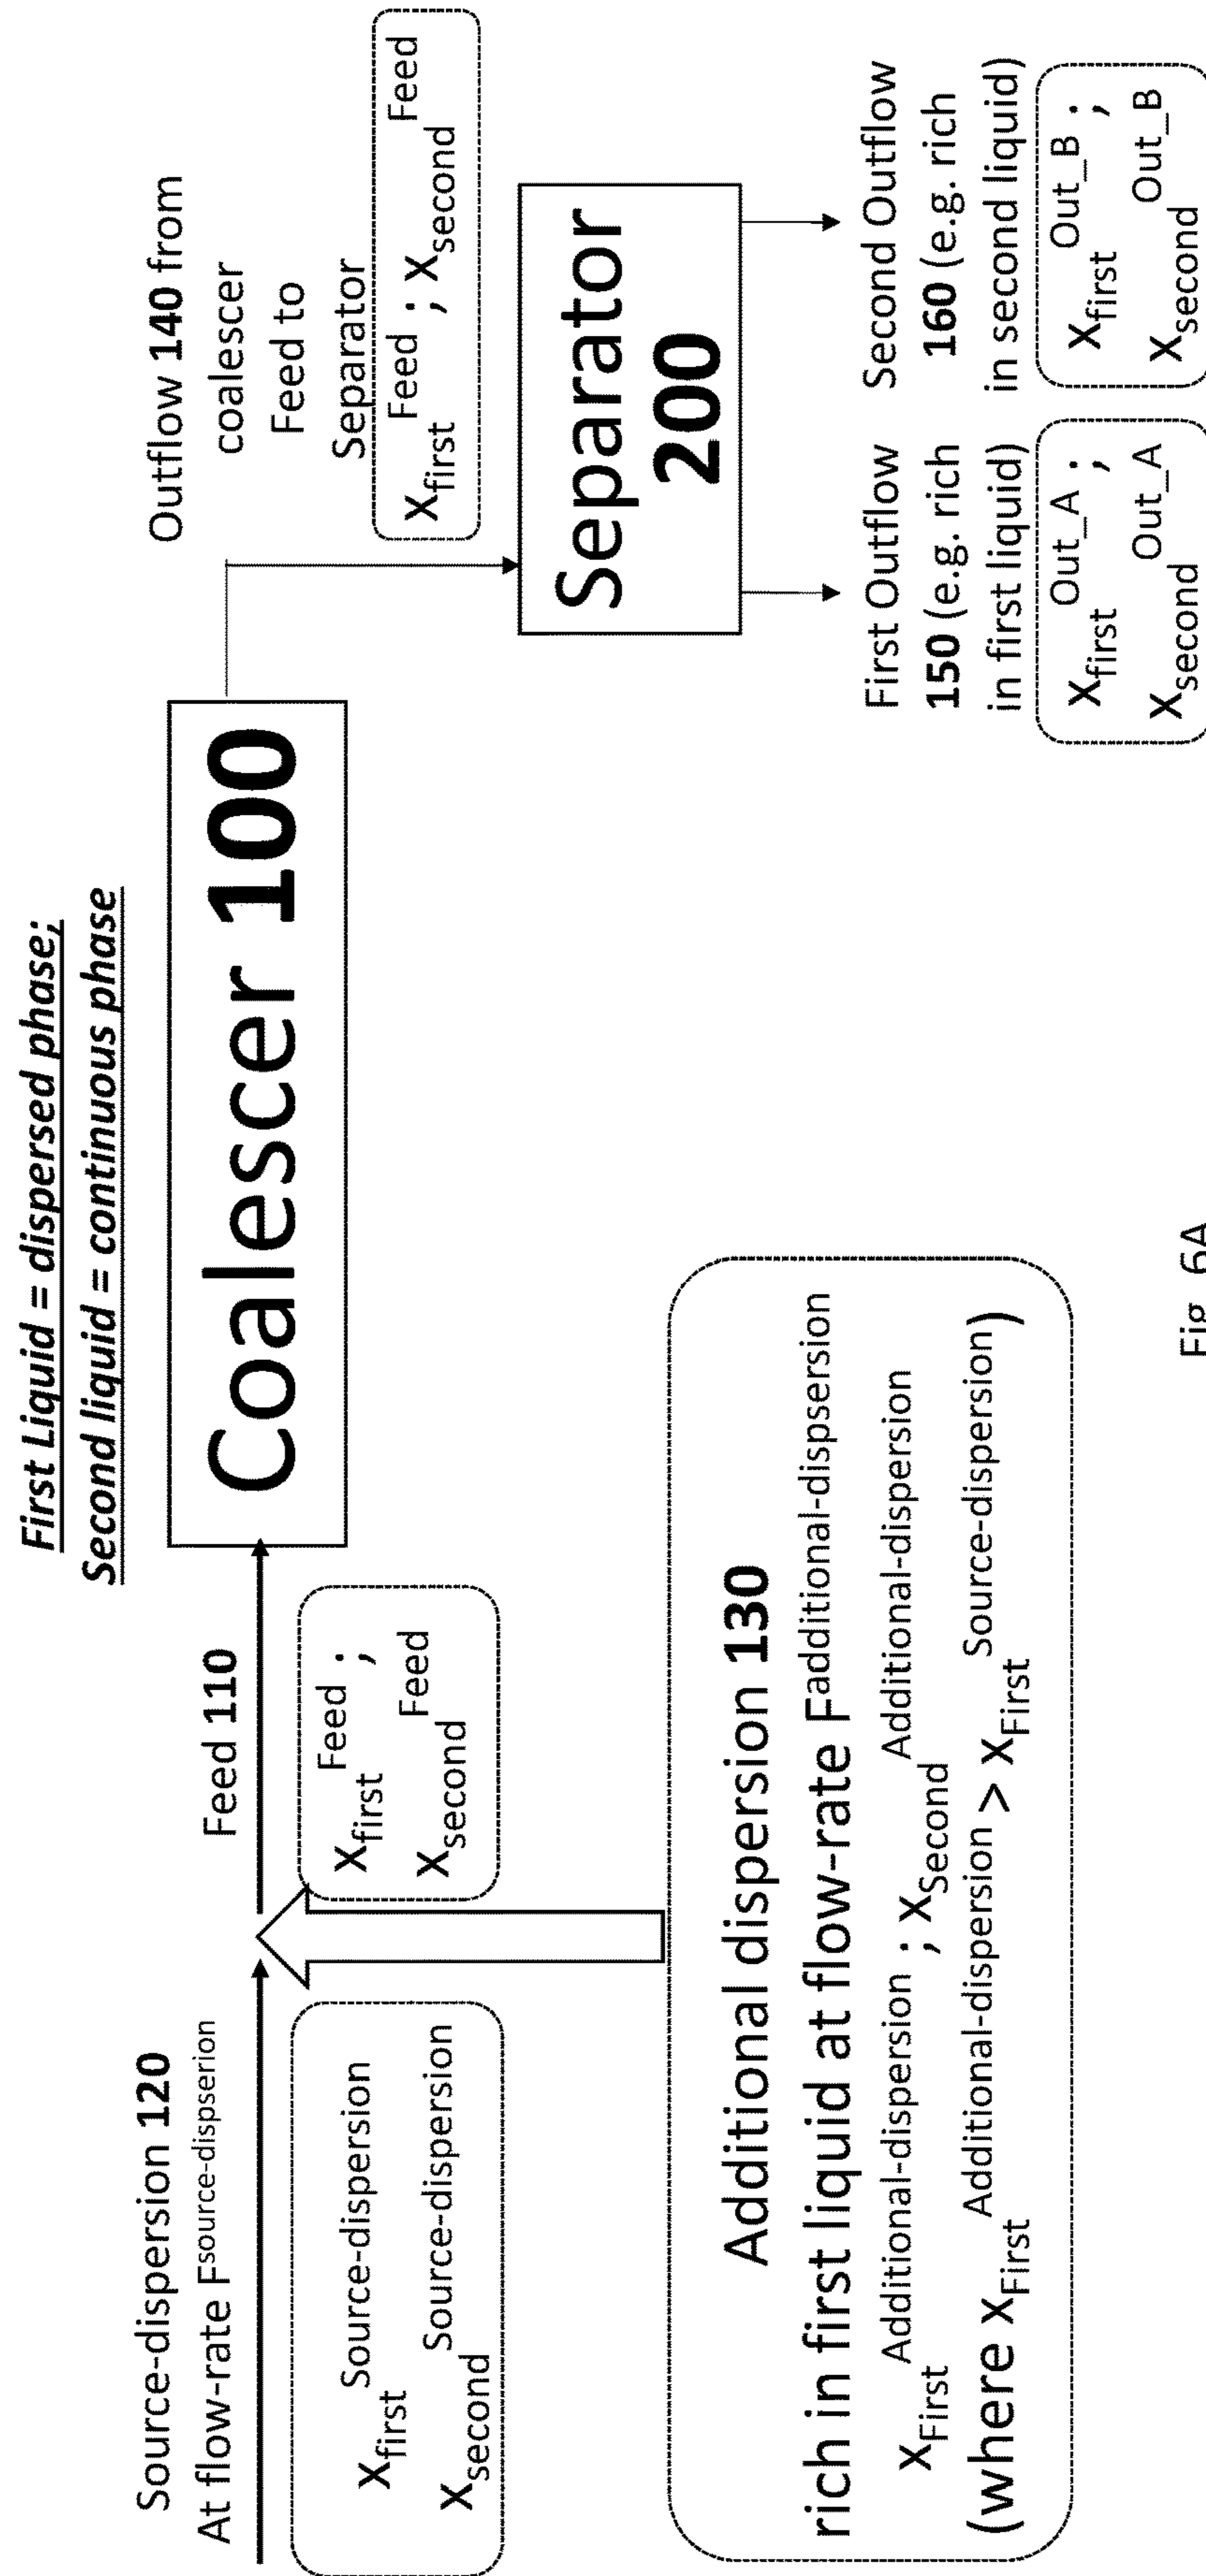 First Liquid = dispersed phase;
Second liquid = continuous phase
Source-dispersion 120
At flow-rate Fsource-dispserion
Xfirst Source-dispersion
Xsecond Source-dispersion
Feed 110
Xfirst Feed ;
Xsecond Feed
Coalescer 100
Outflow 140 from
coalescer
Feed to
Separator
Xfirst Feed ; Xsecond Feed
Separator
200
First Outflow
150 (e.g. rich
in first liquid)
Xfirst Out_A ;
Xsecond Out_A
Second Outflow
160 (e.g. rich
in second liquid)
Xfirst Out_B ;
Xsecond Out_B
Additional dispersion 130
rich in first liquid at flow-rate Fadditional-dispsersion
XFirst Additional-dispersion ; XSecond Additional-dispersion
(where XFirst Additional-dispersion > XFirst Source-dispersion)
Fig. 6A